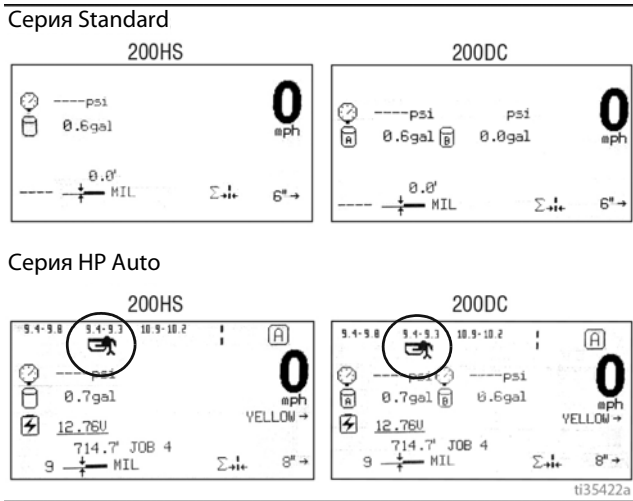 Серия Standard
200HS
200DC
----psi
0.6gal
0
mph
0.0'
---- MIL
6"
----psi psi
A 0.6gal B 0.0gal
0
mph
0.0'
---- MIL
6"
Серия HP Auto
200HS
200DC
9.4-9.8 9.4-9.3 10.9-10.2
A
psi
0.7gal
0
mph
YELLOW
12.76V
714.7' JOB 4
9 MIL
8"
9.4-9.8 9.4-9.3 10.9-10.2
A
psi ----psi
A 0.7gal B 0.6gal
0
mph
YELLOW
12.76V
714.7' JOB 4
9 MIL
8"
ti35422a